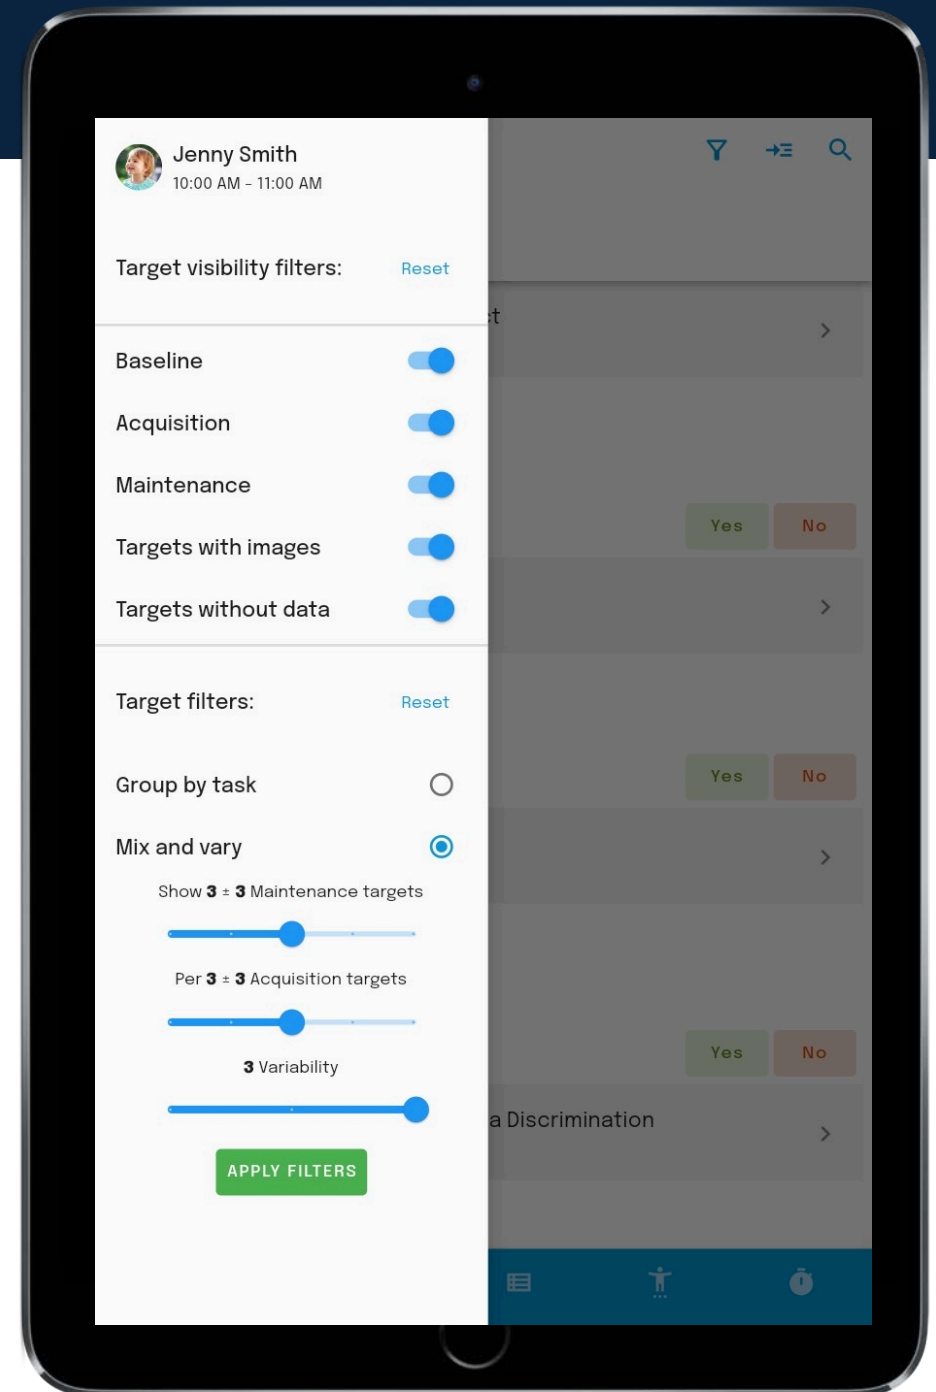 Jenny Smith
10:00 AM - 11:00 AM
Target visibility filters: Reset
Baseline
Acquisition
Maintenance
Targets with images
Targets without data
Target filters: Reset
Group by task
Mix and vary
Show 3 ± 3 Maintenance targets
Per 3 ± 3 Acquisition targets
3 Variability
APPLY FILTERS
Yes No
Yes No
Yes No
a Discrimination